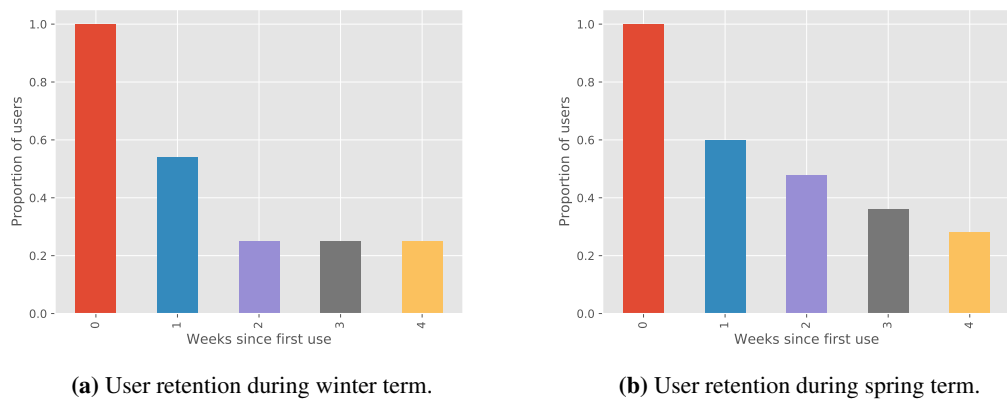 1.0
0.8
0.6
0.4
0.2
0.0
Proportion of users
0 1 2 3 4
Weeks since first use
(a) User retention during winter term.
1.0
0.8
0.6
0.4
0.2
0.0
Proportion of users
0 1 2 3 4
Weeks since first use
(b) User retention during spring term.